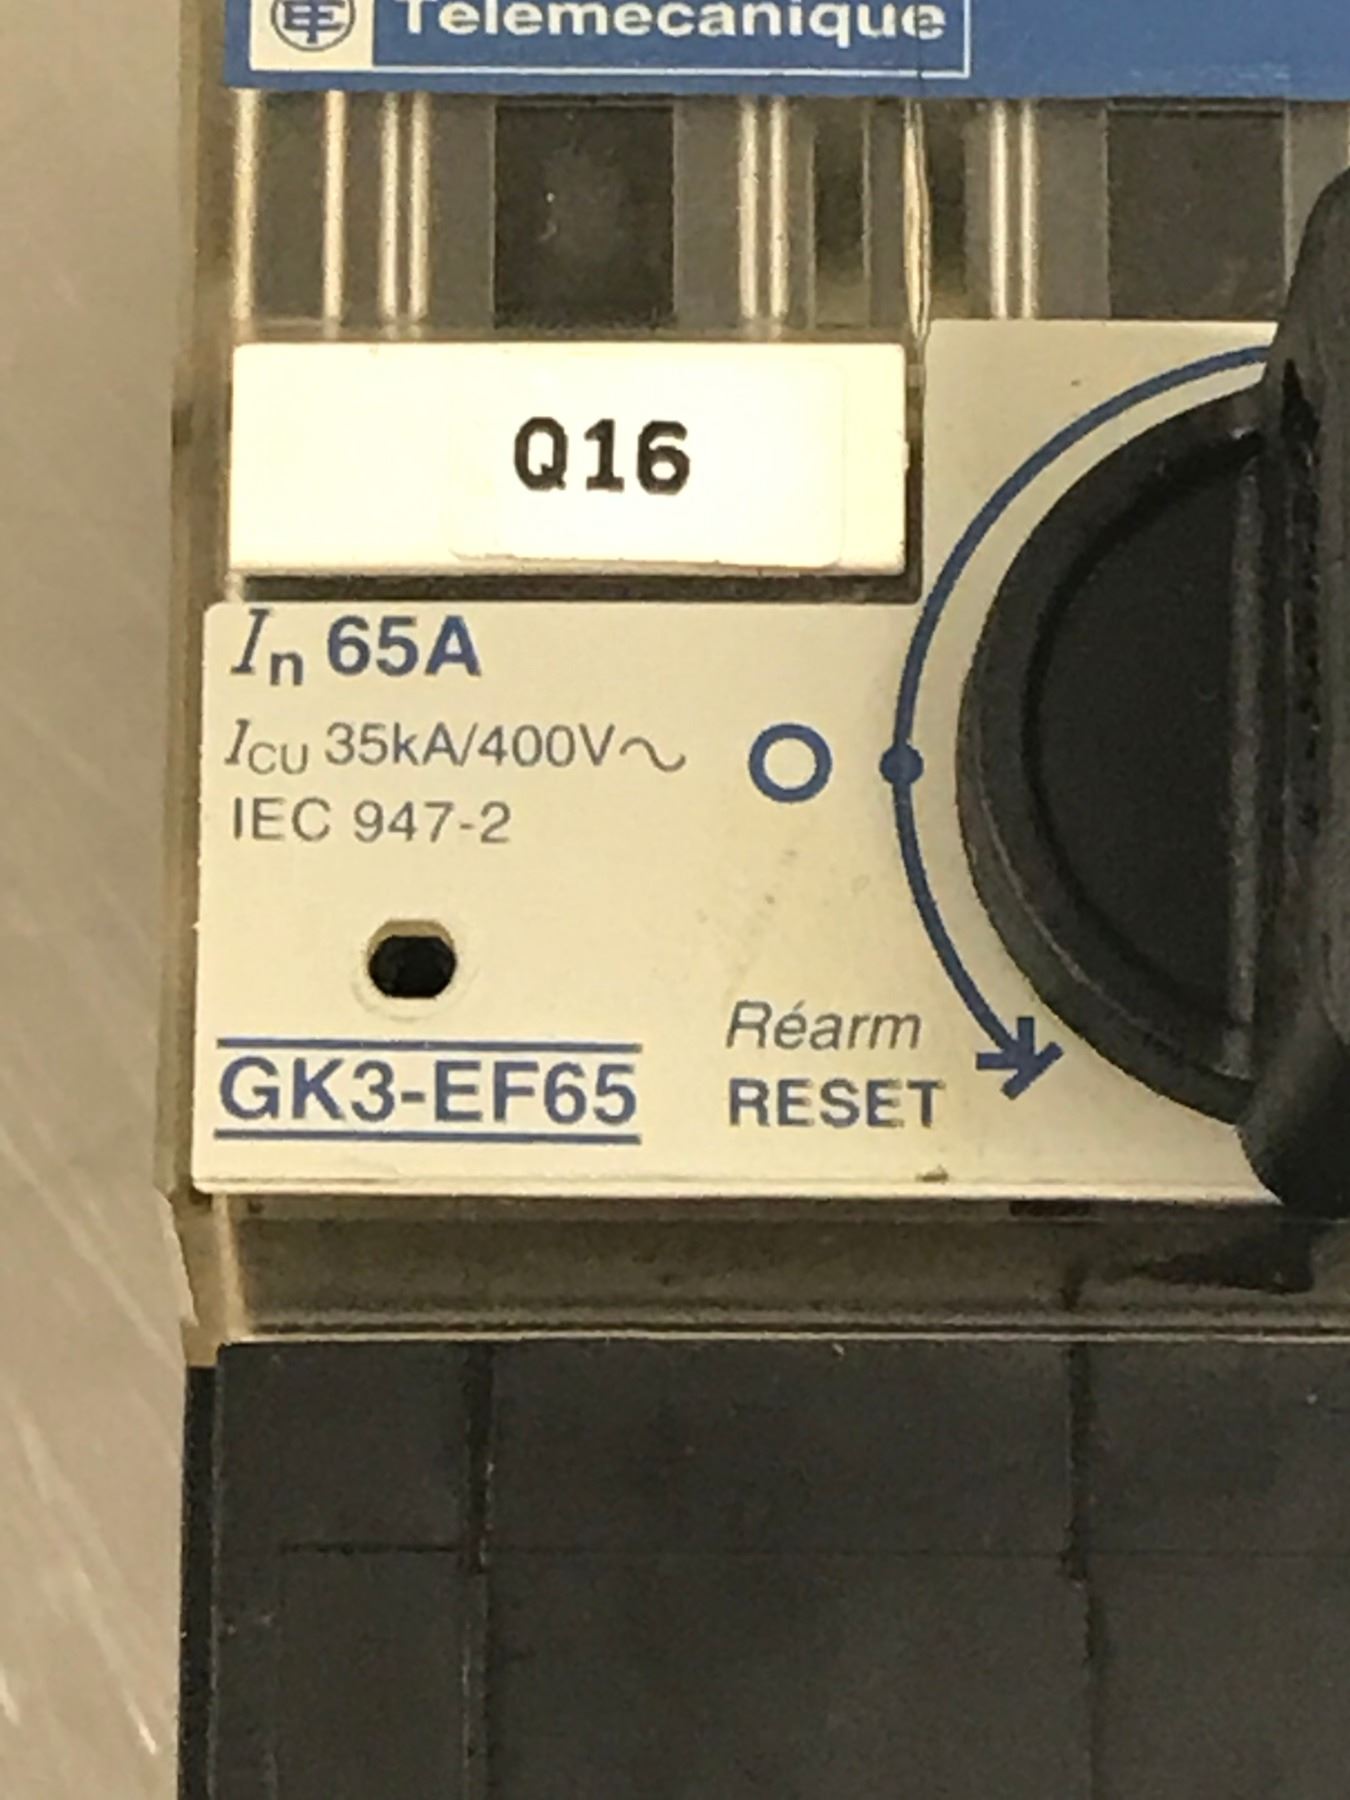 Telemecanique
Q16
In 65A
ICU 35kA/400V～
IEC 947-2
O
Réarm
RESET
GK3-EF65